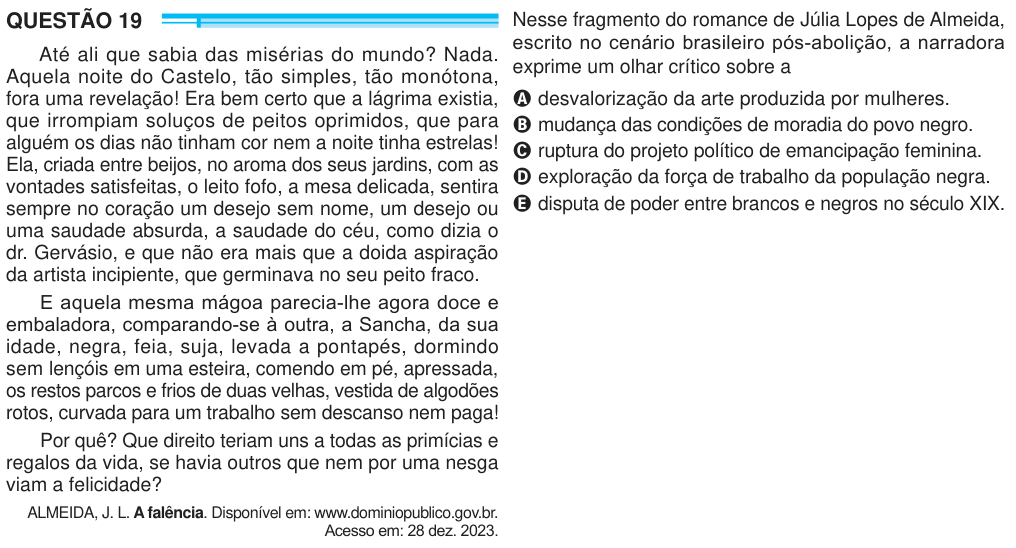 QUESTÃO 19
Até ali que sabia das misérias do mundo? Nada.
Aquela noite do Castelo, tão simples, tão monótona,
fora uma revelação! Era bem certo que a lágrima existia,
que irrompiam soluços de peitos oprimidos, que para
alguém os dias não tinham cor nem a noite tinha estrelas!
Ela, criada entre beijos, no aroma dos seus jardins, com as
vontades satisfeitas, o leito fofo, a mesa delicada, sentira
sempre no coração um desejo sem nome, um desejo ou
uma saudade absurda, a saudade do céu, como dizia o
dr. Gervásio, e que não era mais que a doida aspiração
da artista incipiente, que germinava no seu peito fraco.
E aquela mesma mágoa parecia-lhe agora doce e
embaladora, comparando-se à outra, a Sancha, da sua
idade, negra, feia, suja, levada a pontapés, dormindo
sem lençóis em uma esteira, comendo em pé, apressada,
os restos parcos e frios de duas velhas, vestida de algodões
rotos, curvada para um trabalho sem descanso nem paga!
Por quê? Que direito teriam uns a todas as primícias e
regalos da vida, se havia outros que nem por uma nesga
viam a felicidade?
ALMEIDA, J. L. A falência. Disponível em: www.dominiopublico.gov.br.
Acesso em: 28 dez. 2023.
Nesse fragmento do romance de Júlia Lopes de Almeida,
escrito no cenário brasileiro pós-abolição, a narradora
exprime um olhar crítico sobre a
A desvalorização da arte produzida por mulheres.
B mudança das condições de moradia do povo negro.
C ruptura do projeto político de emancipação feminina.
D exploração da força de trabalho da população negra.
E disputa de poder entre brancos e negros no século XIX.